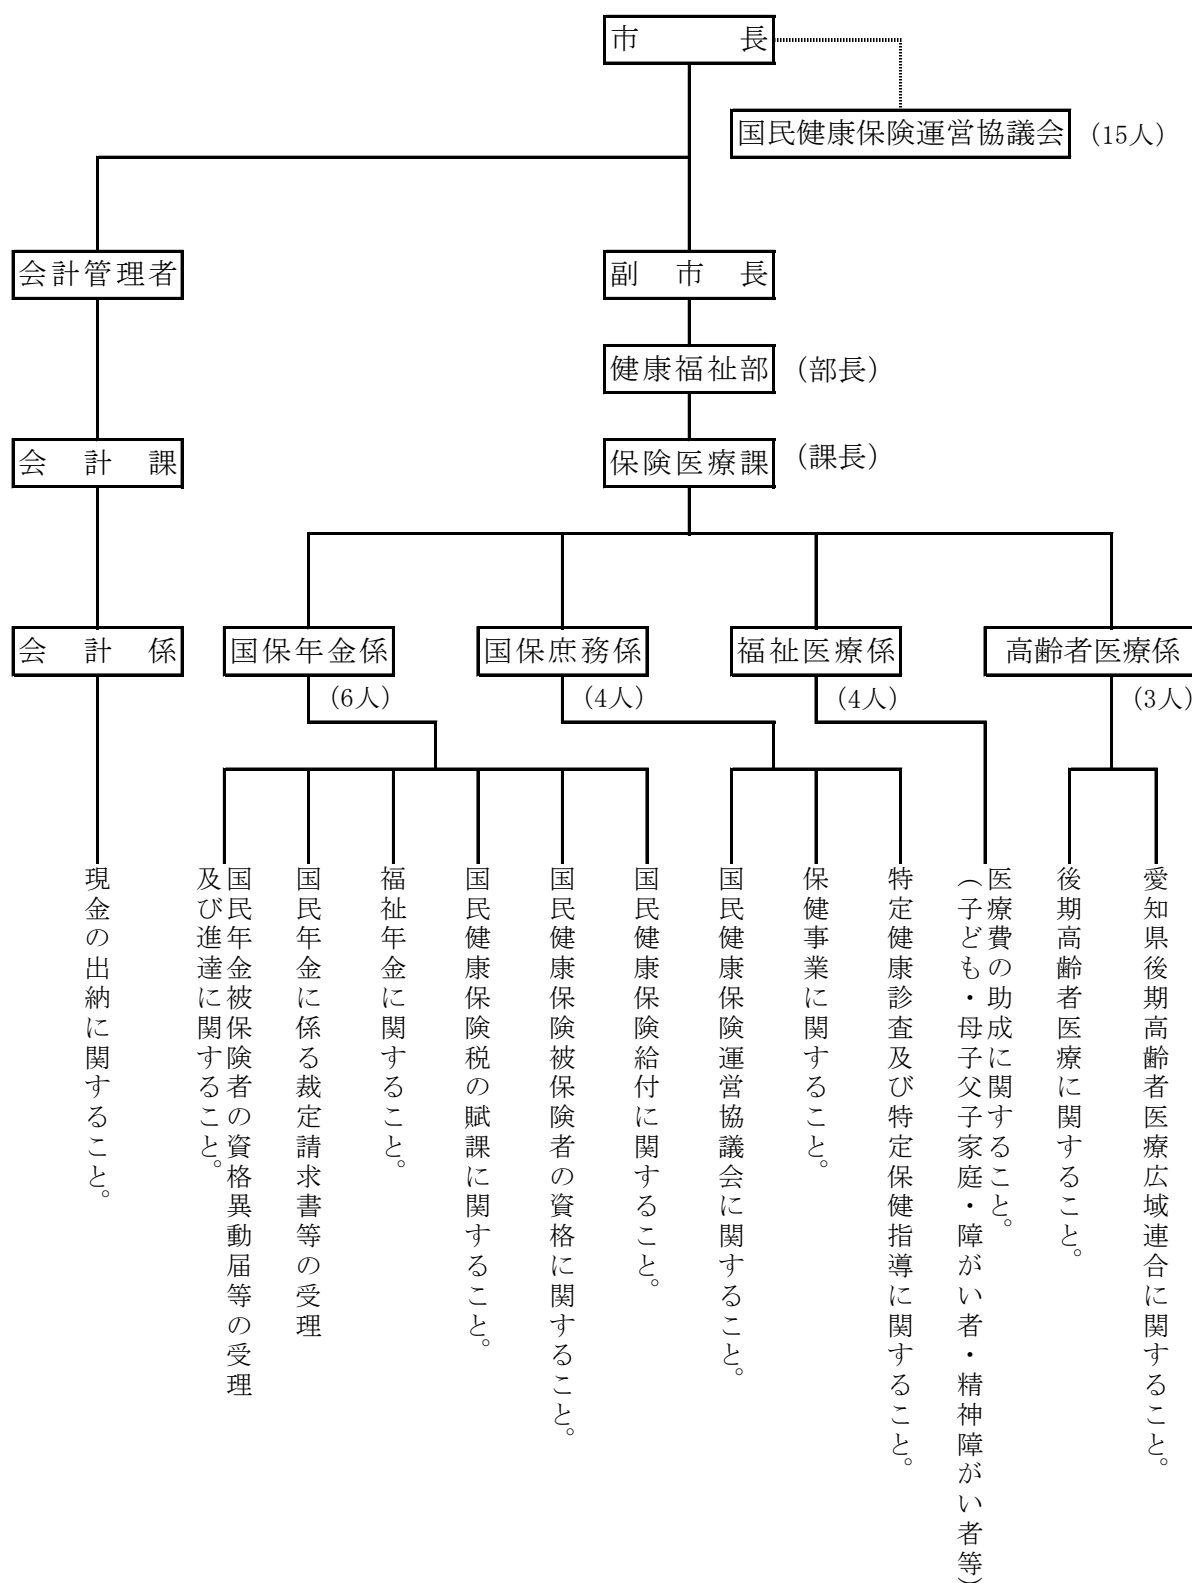 市長
国民健康保険運営協議会 (15人)
会計管理者
副市長
健康福祉部 (部長)
会計課
保険医療課 (課長)
会計係
国保年金係
国保庶務係
福祉医療係
高齢者医療係
(6人)
(4人)
(4人)
(3人)
現金の出納に関すること。
国民年金被保険者の資格異動届等の受理
及び進達に関すること。
国民年金に係る裁定請求書等の受理
福祉年金に関すること。
国民健康保険税の賦課に関すること。
国民健康保険被保険者の資格に関すること。
国民健康保険給付に関すること。
国民健康保険運営協議会に関すること。
保健事業に関すること。
特定健康診査及び特定保健指導に関すること。
医療費の助成に関すること。
(子ども・母子父子家庭・障がい者・精神障がい者等)
後期高齢者医療に関すること。
愛知県後期高齢者医療広域連合に関すること。